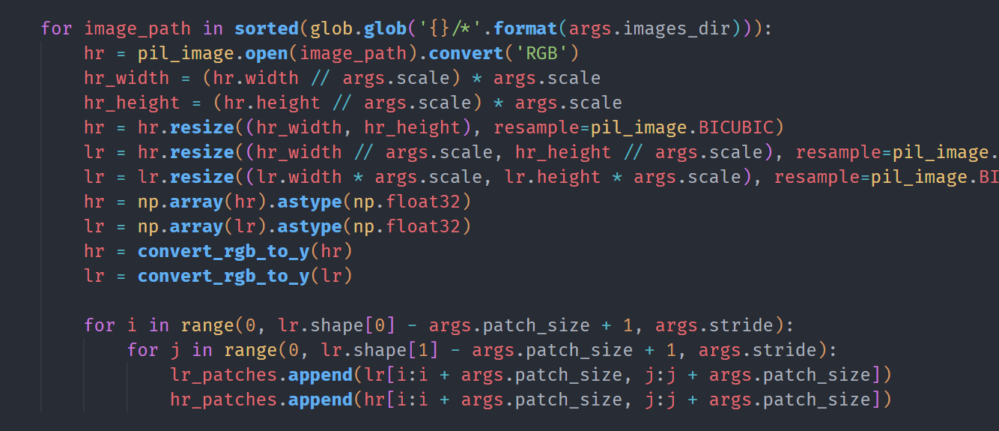 for image_path in sorted(glob.glob('{}/*'.format(args.images_dir))):
    hr = pil_image.open(image_path).convert('RGB')
    hr_width = (hr.width // args.scale) * args.scale
    hr_height = (hr.height // args.scale) * args.scale
    hr = hr.resize((hr_width, hr_height), resample=pil_image.BICUBIC)
    lr = hr.resize((hr_width // args.scale, hr_height // args.scale), resample=pil_image.
    lr = lr.resize((lr.width * args.scale, lr.height * args.scale), resample=pil_image.BI
    hr = np.array(hr).astype(np.float32)
    lr = np.array(lr).astype(np.float32)
    hr = convert_rgb_to_y(hr)
    lr = convert_rgb_to_y(lr)

    for i in range(0, lr.shape[0] - args.patch_size + 1, args.stride):
        for j in range(0, lr.shape[1] - args.patch_size + 1, args.stride):
            lr_patches.append(lr[i:i + args.patch_size, j:j + args.patch_size])
            hr_patches.append(hr[i:i + args.patch_size, j:j + args.patch_size])